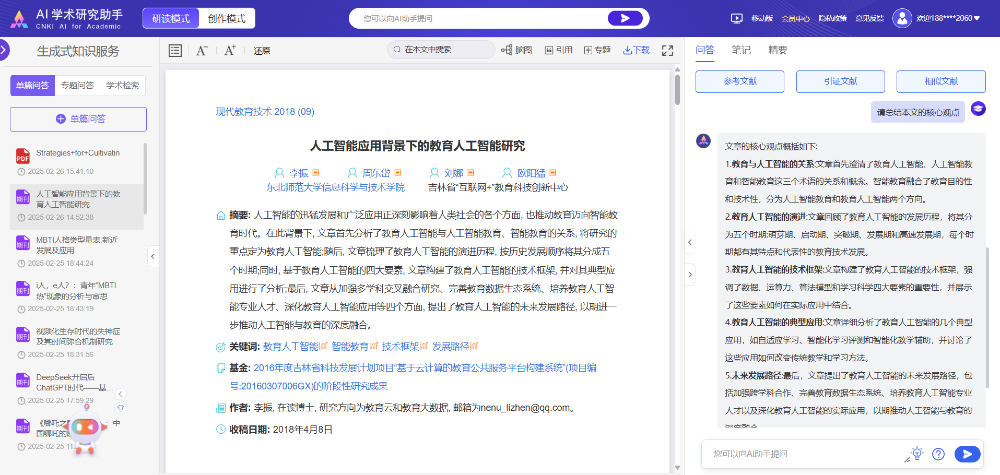 AI 学术研究助手
CNKI AI for Academic
研读模式
创作模式
您可以向AI助手提问
移动版
会员中心
隐私政策
意见反馈
欢迎188****2060
生成式知识服务
单篇问答
专题问答
学术检索
单篇问答
PDF
Strategies+for+Cultivatin
2025-02-26 15:41:10
期刊
人工智能应用背景下的教
育人工智能研究
2025-02-26 14:52:38
期刊
MBTI人格类型量表:新近
发展及应用
2025-02-25 18:44:24
期刊
i人，e人？：青年“MBTI
热”现象的分析与审思
2025-02-25 18:43:19
期刊
视频化生存时代的失神症
及其时间弥合机制研究
2025-02-25 18:31:56
期刊
DeepSeek开启后
ChatGPT时代——基…
2025-02-25 17:59:29
期刊
《哪吒之
：中
国哪吒的
2025-02-25 11:
A−
A+
还原
在本文中搜索
脑图
引用
专题
下载
现代教育技术 2018 (09)
人工智能应用背景下的教育人工智能研究
李振 周东岱 刘娜 欧阳猛
东北师范大学信息科学与技术学院 吉林省“互联网+”教育科技创新中心
摘要: 人工智能的迅猛发展和广泛应用正深刻影响着人类社会的各个方面, 也推动教育迈向智能教
育时代。在此背景下, 文章首先分析了教育人工智能与人工智能教育、智能教育的关系, 将研究的
重点定为教育人工智能;随后, 文章梳理了教育人工智能的演进历程, 按历史发展顺序将其分成五
个时期;同时, 基于教育人工智能的四大要素, 文章构建了教育人工智能的技术框架, 并对其典型应
用进行了分析;最后, 文章从加强多学科交叉融合研究、完善教育数据生态系统、培养教育人工智
能专业人才、深化教育人工智能应用等四个方面, 提出了教育人工智能的未来发展路径, 以期进一
步推动人工智能与教育的深度融合。
关键词: 教育人工智能 智能教育 技术框架 发展路径
基金: 2016年度吉林省科技发展计划项目“基于云计算的教育公共服务平台构建系统”(项目编
号:20160307006GX)的阶段性研究成果
作者: 李振, 在读博士, 研究方向为教育云和教育大数据, 邮箱为nenu_lizhen@qq.com。
收稿日期: 2018年4月8日
问答
笔记
精要
参考文献
引证文献
相似文献
请总结本文的核心观点
文章的核心观点概括如下:
1.教育与人工智能的关系:文章首先澄清了教育人工智能、人工智能教
育和智能教育这三个术语的关系和概念。智能教育融合了教育目的性
和技术性，分为人工智能教育和教育人工智能两个方向。
2.教育人工智能的演进:文章回顾了教育人工智能的发展历程，将其分
为五个时期:萌芽期、启动期、突破期、发展期和高速发展期，每个时
期都有其特点和代表性的教育技术发展。
3.教育人工智能的技术框架:文章构建了教育人工智能的技术框架，强
调了数据、运算力、算法模型和学习科学四大要素的重要性，并展示
了这些要素如何在实际应用中结合。
4.教育人工智能的典型应用:文章详细分析了教育人工智能的几个典型
应用，如自适应学习、智能化学习评测和智能化教学辅助，并讨论了
这些应用如何改变传统教学和学习方法。
5.未来发展路径:最后，文章提出了教育人工智能的未来发展路径，包
括加强跨学科合作、完善教育数据生态系统、培养教育人工智能专业
人才以及深化教育人工智能的实际应用，以期推动人工智能与教育的
深度融合。
您可以向AI助手提问